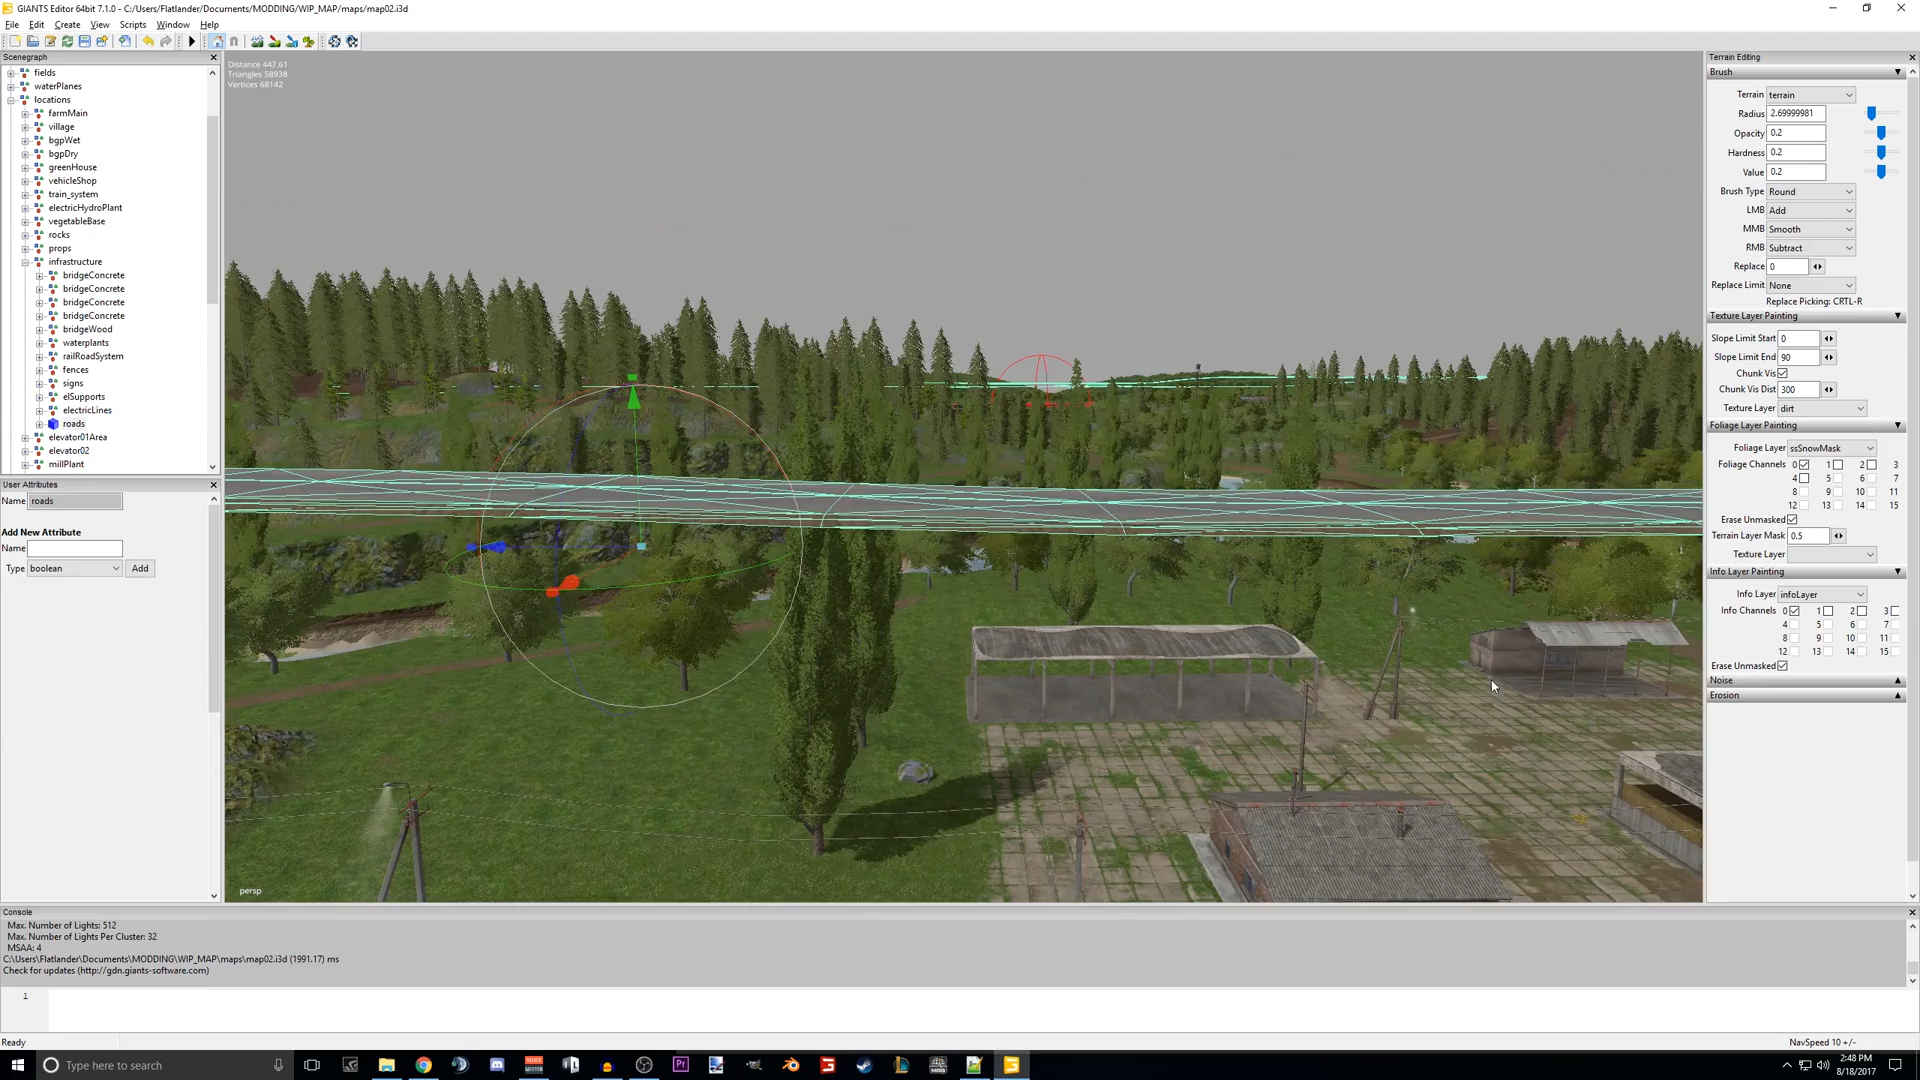 GIANTS Editor 64bit 7.1.0 - C:/Users/Flatlander/Documents/MODDING/WIP_MAP/maps/map02.i3d
File Edit Create View Scripts Window Help
Scenegraph
fields
waterPlanes
locations
farmMain
village
bgpWet
bgpDry
greenHouse
vehicleShop
train_system
electricHydroPlant
vegetableBase
rocks
props
infrastructure
bridgeConcrete
bridgeConcrete
bridgeConcrete
bridgeConcrete
bridgeWood
waterplants
railRoadSystem
fences
signs
elSupports
electricLines
roads
elevator01Area
elevator02
millPlant
User Attributes
Name roads
Add New Attribute
Name
Type boolean Add
Distance 447.61
Triangles 58938
Vertices 68142
persp
Terrain Editing
Brush
Terrain terrain
Radius 2.69999981
Opacity 0.2
Hardness 0.2
Value 0.2
Brush Type Round
LMB Add
MMB Smooth
RMB Subtract
Replace 0
Replace Limit None
Replace Picking: CRTL-R
Texture Layer Painting
Slope Limit Start 0
Slope Limit End 90
Chunk Vis
Chunk Vis Dist 300
Texture Layer dirt
Foliage Layer Painting
Foliage Layer ssSnowMask
Foliage Channels 0 1 2 3
4 5 6 7
8 9 10 11
12 13 14 15
Erase Unmasked
Terrain Layer Mask 0.5
Texture Layer
Info Layer Painting
Info Layer infoLayer
Info Channels 0 1 2 3
4 5 6 7
8 9 10 11
12 13 14 15
Erase Unmasked
Noise
Erosion
Console
Max. Number of Lights: 512
Max. Number of Lights Per Cluster: 32
MSAA: 4
C:\Users\Flatlander\Documents\MODDING\WIP_MAP\maps\map02.i3d (1991.17) ms
Check for updates (http://gdn.giants-software.com)
1
Ready
NavSpeed 10 +/-
Type here to search
Pr
2:48 PM
8/18/2017